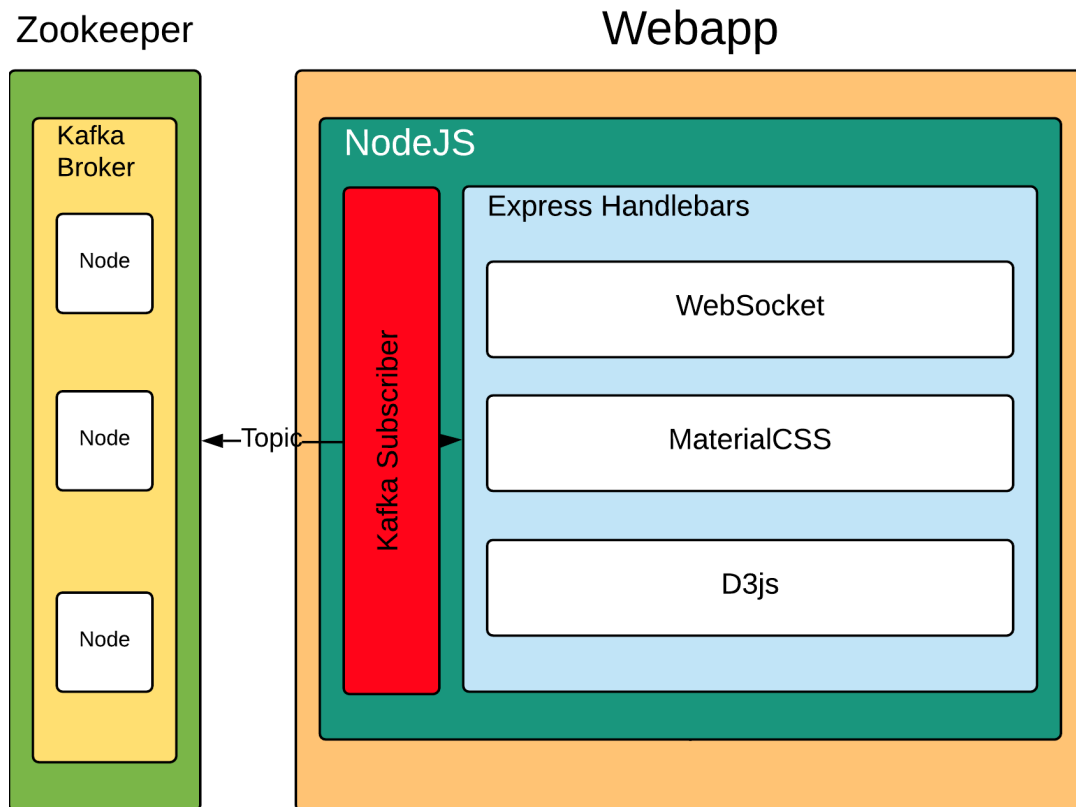 Zookeeper
Webapp
Kafka
Broker
NodeJS
Express Handlebars
Node
WebSocket
Node
Topic
Kafka Subscriber
MaterialCSS
D3js
Node